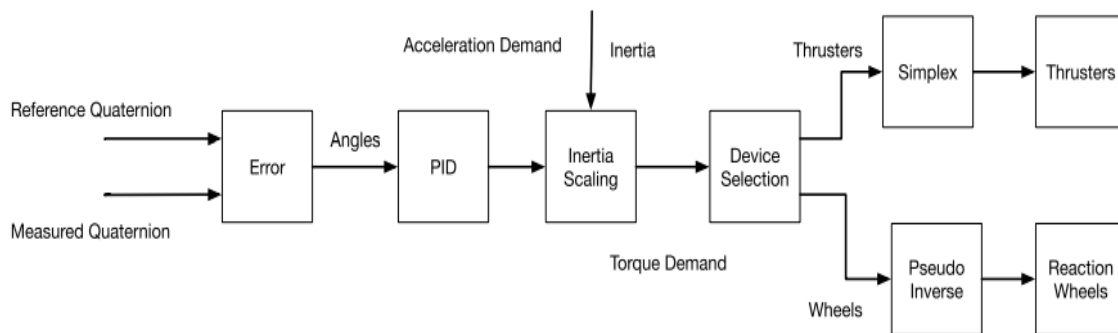 Acceleration Demand
Inertia
Thrusters
Simplex
Thrusters
Reference Quaternion
Error
Angles
PID
Inertia
Scaling
Device
Selection
Measured Quaternion
Torque Demand
Wheels
Pseudo
Inverse
Reaction
Wheels